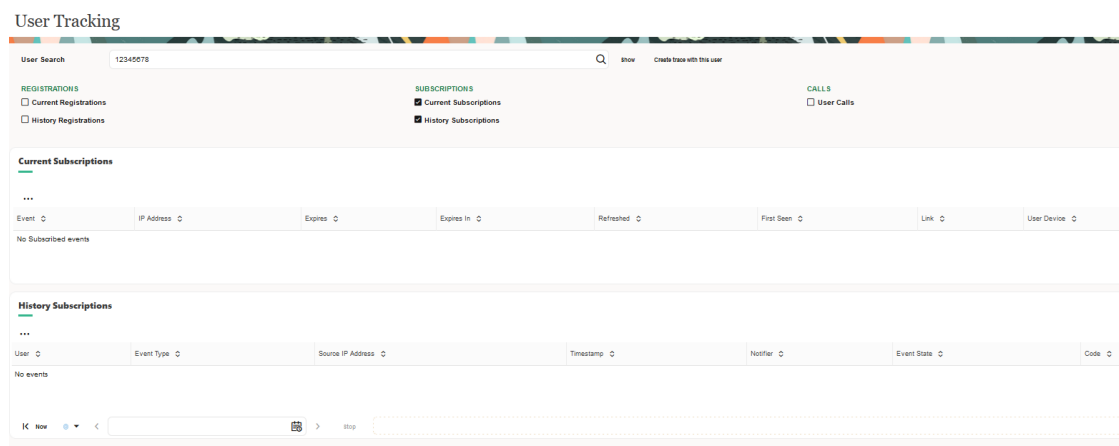 User Tracking
User Search 12345678 Show Create trace with this user
REGISTRATIONS SUBSCRIPTIONS CALLS
Current Registrations Current Subscriptions User Calls
History Registrations History Subscriptions
Current Subscriptions
...
Event IP Address Expires Expires In Refreshed First Seen Link User Device
No Subscribed events
History Subscriptions
...
User Event Type Source IP Address Timestamp Notifier Event State Code
No events
Now Stop